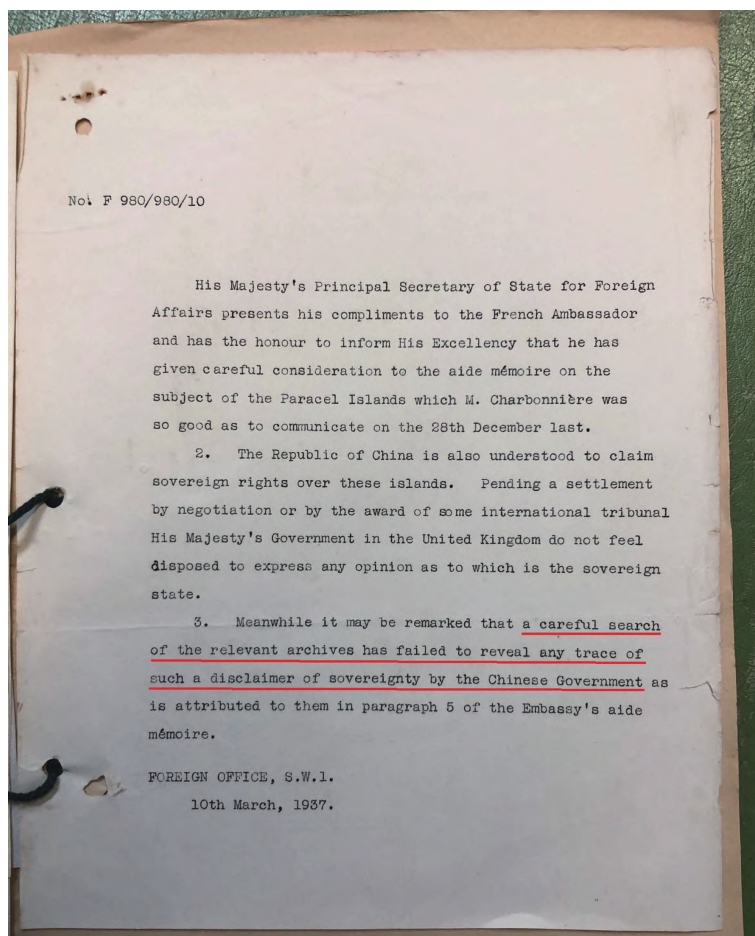 No. F 980/980/10
His Majesty's Principal Secretary of State for Foreign
Affairs presents his compliments to the French Ambassador
and has the honour to inform His Excellency that he has
given careful consideration to the aide mémoire on the
subject of the Paracel Islands which M. Charbonnière was
so good as to communicate on the 28th December last.
2. The Republic of China is also understood to claim
sovereign rights over these islands. Pending a settlement
by negotiation or by the award of some international tribunal
His Majesty's Government in the United Kingdom do not feel
disposed to express any opinion as to which is the sovereign
state.
3. Meanwhile it may be remarked that a careful search
of the relevant archives has failed to reveal any trace of
such a disclaimer of sovereignty by the Chinese Government as
is attributed to them in paragraph 5 of the Embassy's aide
mémoire.
FOREIGN OFFICE, S.W.1.
10th March, 1937.